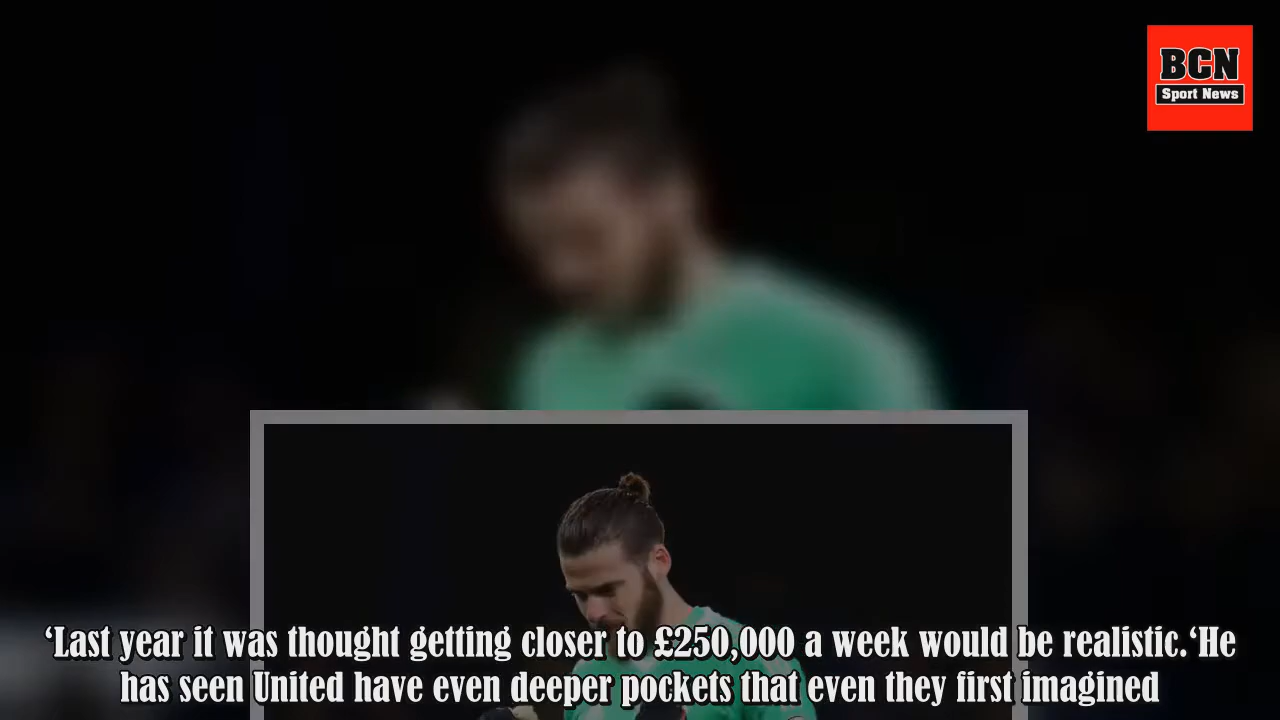 BCN
Sport News
‘Last year it was thought getting closer to £250,000 a week would be realistic.‘He
has seen United have even deeper pockets that even they first imagined